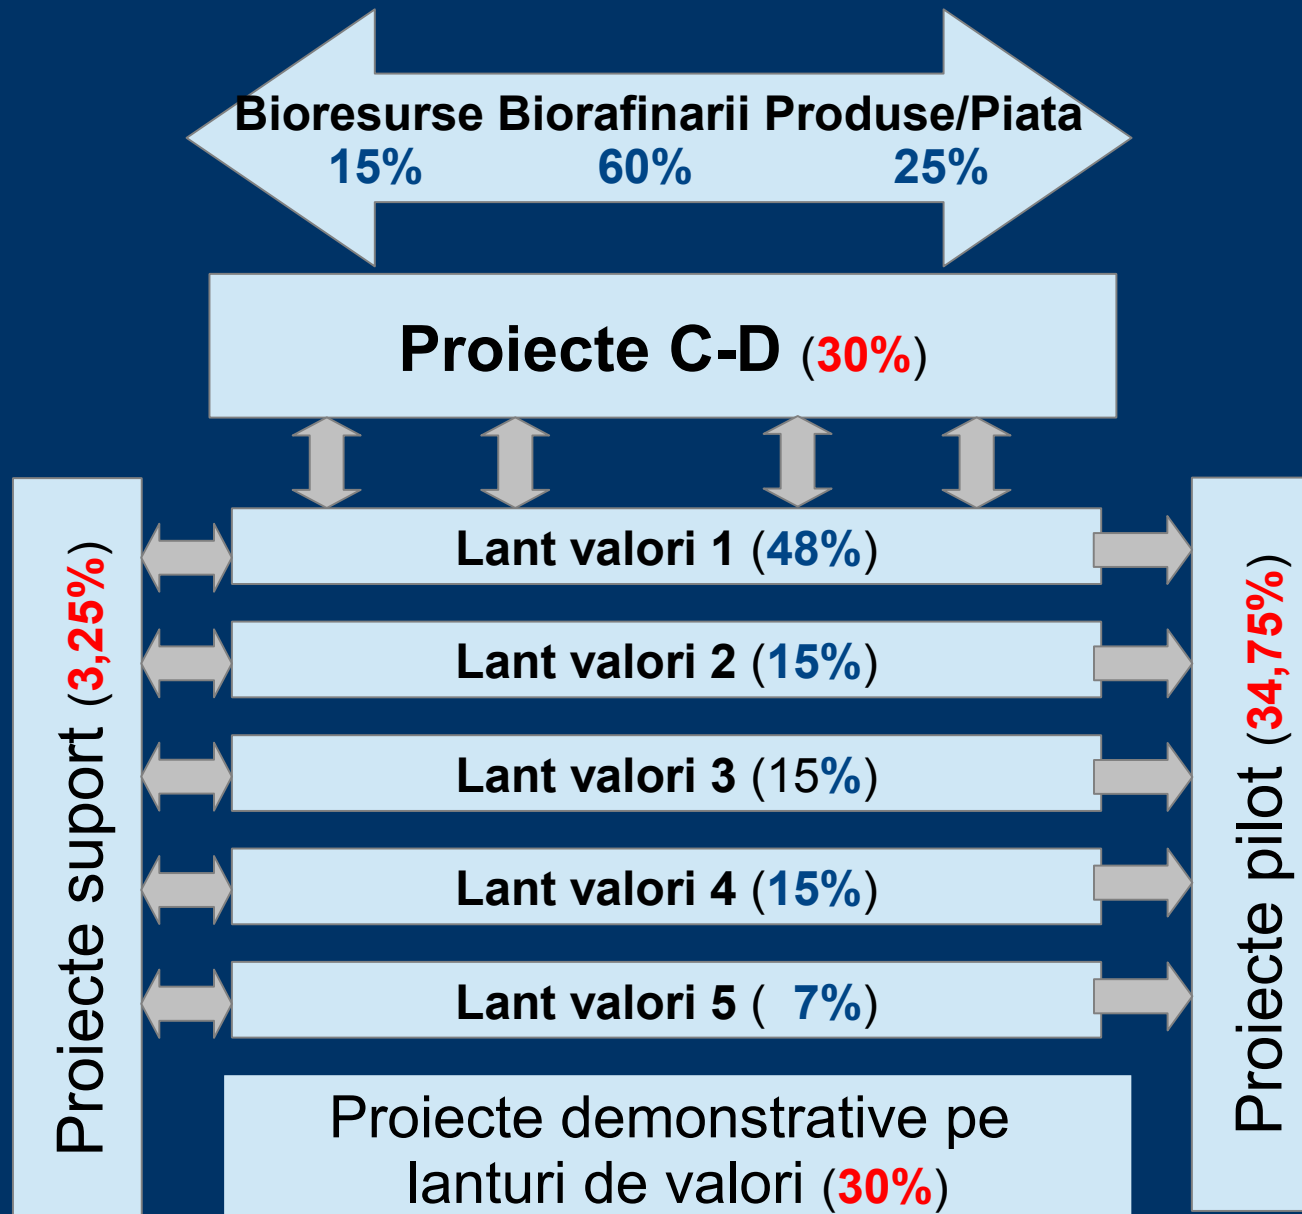 Bioresurse Biorafinarii Produse/Piata
15% 60% 25%
Proiecte C-D (30%)
Proiecte suport (3,25%)
Lant valori 1 (48%)
Lant valori 2 (15%)
Lant valori 3 (15%)
Lant valori 4 (15%)
Lant valori 5 ( 7%)
Proiecte pilot (34,75%)
Proiecte demonstrative pe
lanturi de valori (30%)